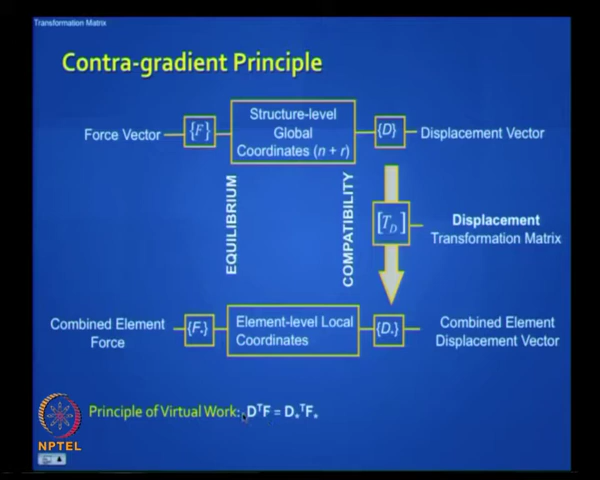 Transformation Matrix
Contra-gradient Principle
Structure-level
Global
Coordinates (n + r)
Force Vector
{F}
{D}
Displacement Vector
EQUILIBRIUM
COMPATIBILITY
[T_D]
Displacement
Transformation Matrix
Combined Element
Force
{F*}
Element-level Local
Coordinates
{D*}
Combined Element
Displacement Vector
Principle of Virtual Work: DᵀF = D*ᵀF*
NPTEL